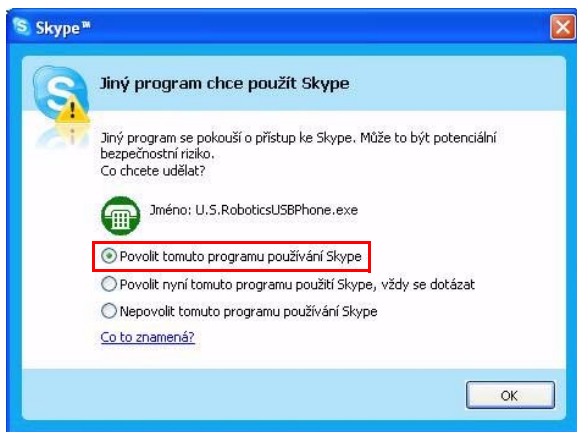 Skype™
Jiný program chce použít Skype
Jiný program se pokouší o přístup ke Skype. Může to být potenciální
bezpečnostní riziko.
Co chcete udělat?
Jméno: U.S.RoboticsUSBPhone.exe
Povolit tomuto programu používání Skype
Povolit nyní tomuto programu použití Skype, vždy se dotázat
Nepovolit tomuto programu používání Skype
Co to znamená?
OK